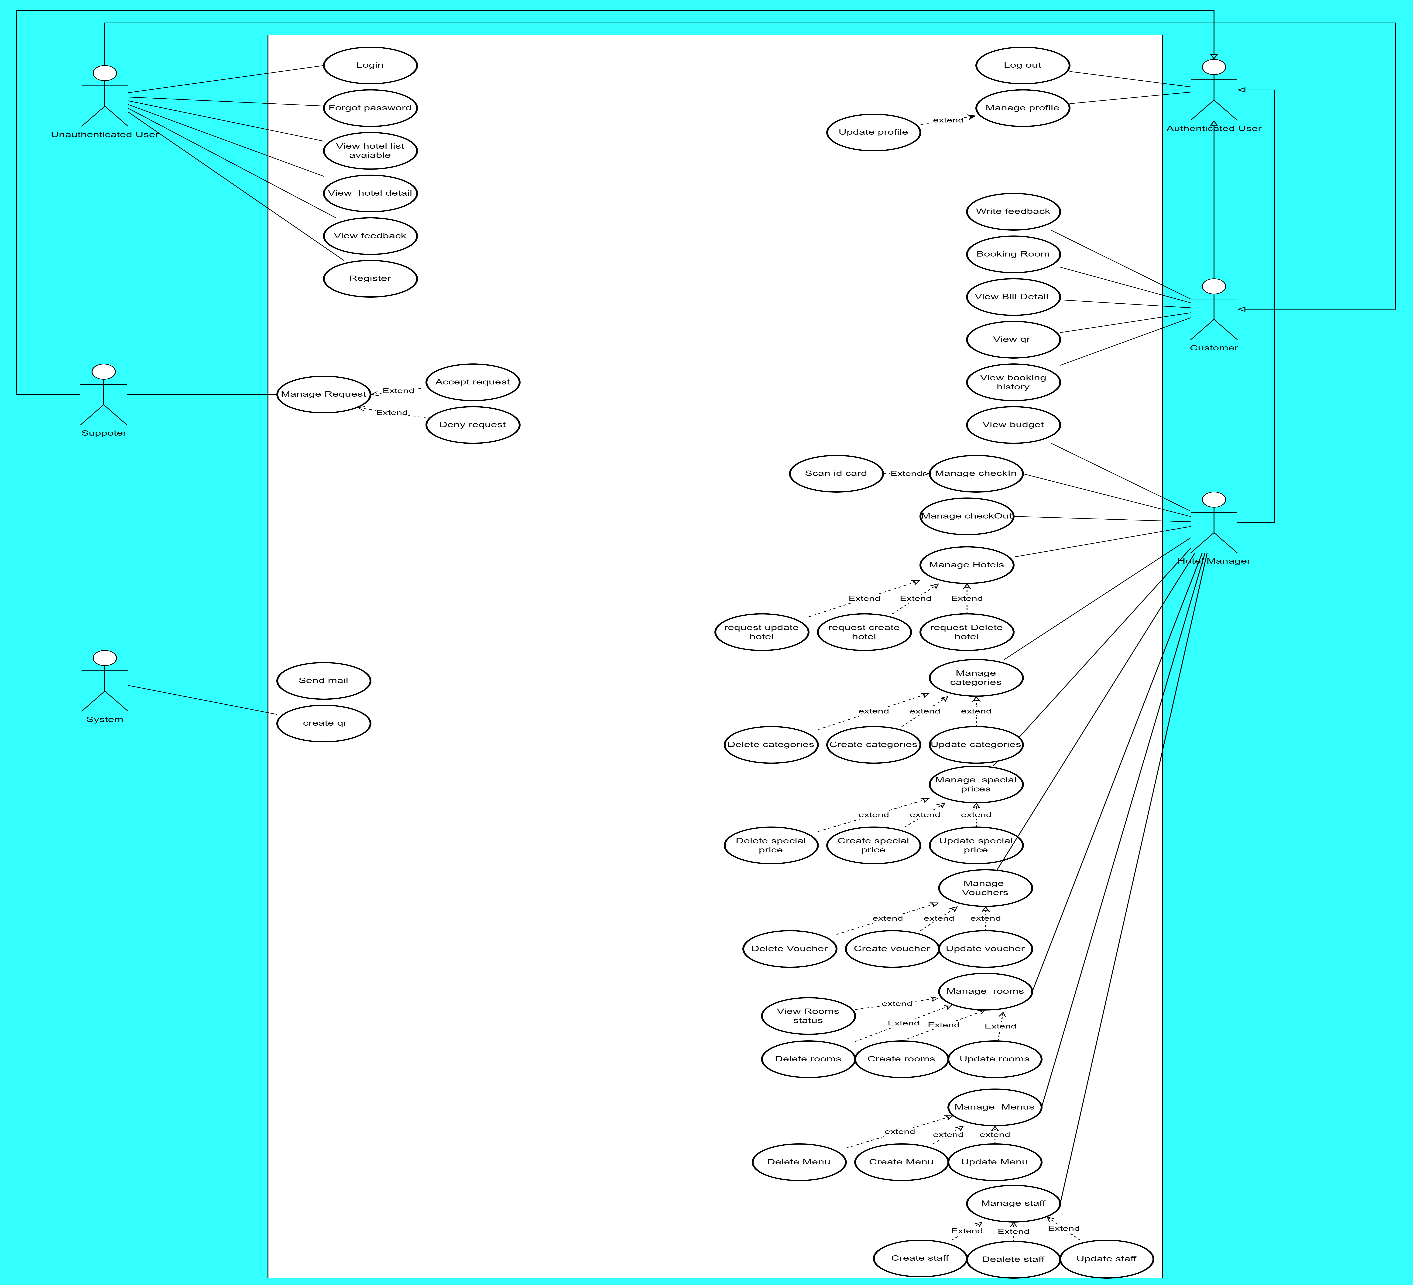 Login
Log out
Forgot password
Manage profile
extend
Update profile
Unauthenticated User
Authenticated User
View hotel list
avaiable
View hotel detail
Write feedback
View feedback
Booking Room
Register
View Bill Detail
View qr
Customer
View booking
history
Accept request
Extend
Manage Request
Extend
Deny request
Suppoter
View budget
Scan id card
Extend
Manage checkIn
Manage checkOut
Manage Hotels
Hotel Manager
Extend
Extend
Extend
request update
hotel
request create
hotel
request Delete
hotel
Manage
categories
Send mail
create qr
System
extend
extend
extend
Delete categories
Create categories
Update categories
Manage special
prices
extend
extend
extend
Delete special
price
Create special
price
Update special
price
Manage
Vouchers
extend
extend
extend
Delete Voucher
Create voucher
Update voucher
Manage rooms
extend
View Rooms
status
Extend
Extend
Extend
Delete rooms
Create rooms
Update rooms
Manage Menus
extend
extend
extend
Delete Menu
Create Menu
Update Menu
Manage staff
Extend
Extend
Extend
Create staff
Dealete staff
Update staff